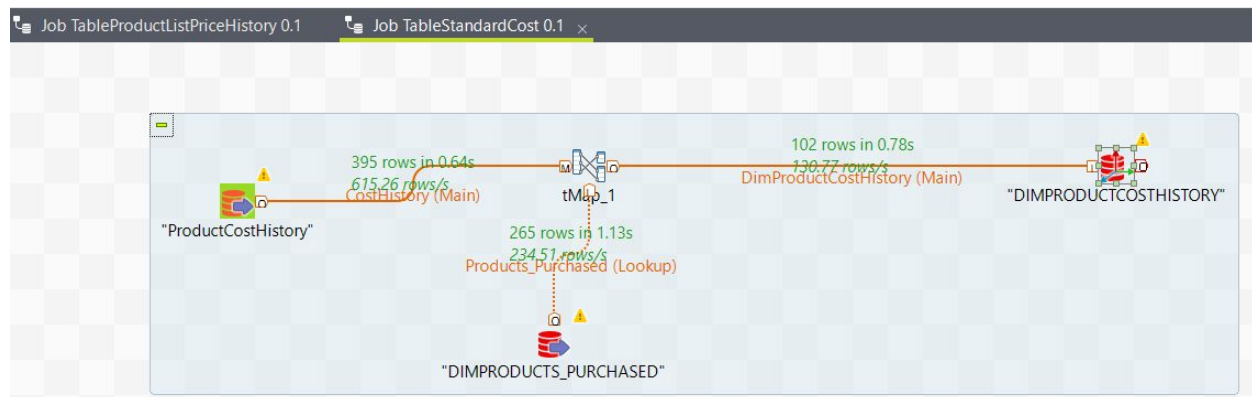 Job TableProductListPriceHistory 0.1
Job TableStandardCost 0.1
102 rows in 0.78s
130.77 rows/s
DimProductCostHistory (Main)
395 rows in 0.64s
615.26 rows/s
CostHistory (Main)
M
O
I
O
O
tMap_1
"DIMPRODUCTCOSTHISTORY"
"ProductCostHistory"
265 rows in 1.13s
234.51 rows/s
Products_Purchased (Lookup)
O
"DIMPRODUCTS_PURCHASED"